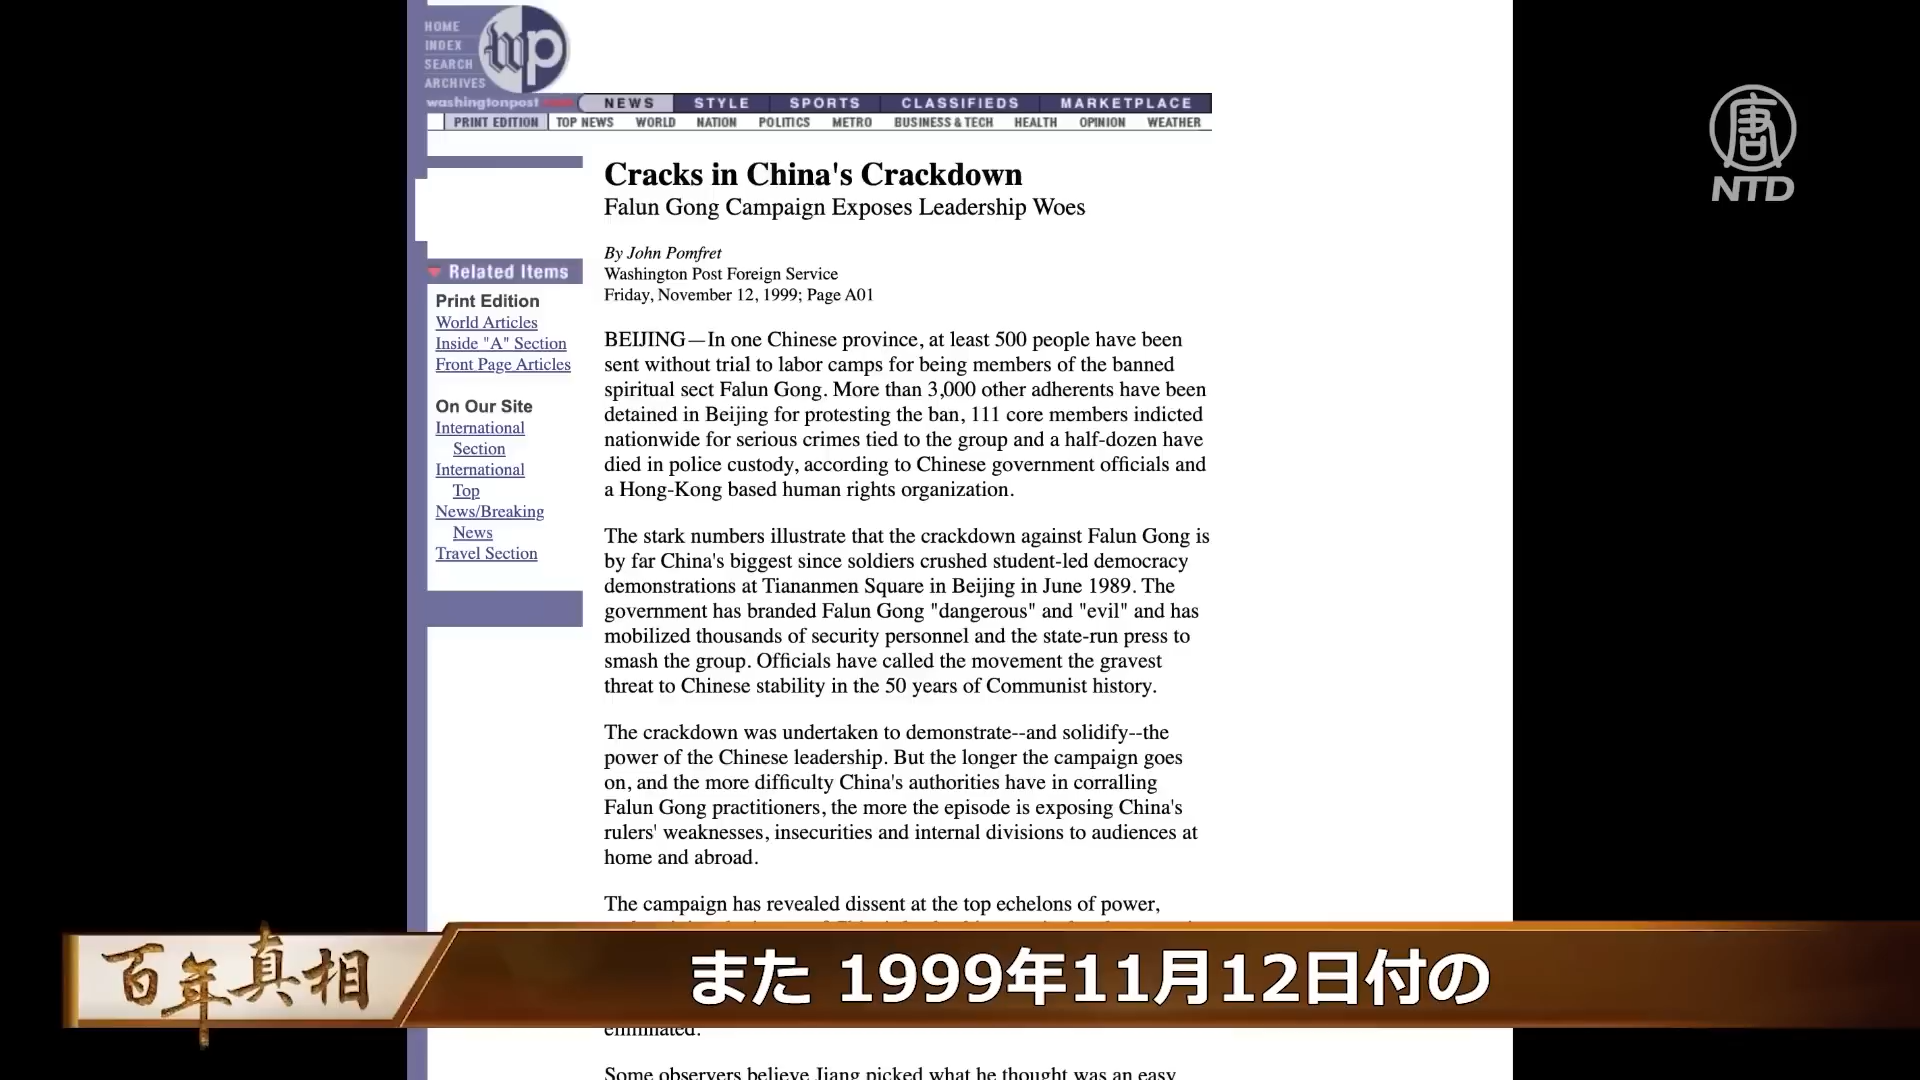 HOME
INDEX
SEARCH
ARCHIVES
wp
washingtonpost
NEWS STYLE SPORTS CLASSIFIEDS MARKETPLACE
PRINT EDITION TOP NEWS WORLD NATION POLITICS METRO BUSINESS & TECH HEALTH OPINION WEATHER
唐
NTD
Related Items
Print Edition
World Articles
Inside "A" Section
Front Page Articles
On Our Site
International
Section
International
Top
News/Breaking
News
Travel Section
Cracks in China's Crackdown
Falun Gong Campaign Exposes Leadership Woes
By John Pomfret
Washington Post Foreign Service
Friday, November 12, 1999; Page A01
BEIJING—In one Chinese province, at least 500 people have been
sent without trial to labor camps for being members of the banned
spiritual sect Falun Gong. More than 3,000 other adherents have been
detained in Beijing for protesting the ban, 111 core members indicted
nationwide for serious crimes tied to the group and a half-dozen have
died in police custody, according to Chinese government officials and
a Hong-Kong based human rights organization.
The stark numbers illustrate that the crackdown against Falun Gong is
by far China's biggest since soldiers crushed student-led democracy
demonstrations at Tiananmen Square in Beijing in June 1989. The
government has branded Falun Gong "dangerous" and "evil" and has
mobilized thousands of security personnel and the state-run press to
smash the group. Officials have called the movement the gravest
threat to Chinese stability in the 50 years of Communist history.
The crackdown was undertaken to demonstrate--and solidify--the
power of the Chinese leadership. But the longer the campaign goes
on, and the more difficulty China's authorities have in corralling
Falun Gong practitioners, the more the episode is exposing China's
rulers' weaknesses, insecurities and internal divisions to audiences at
home and abroad.
The campaign has revealed dissent at the top echelons of power,
百年真相
また 1999年11月12日付の
eliminated.
Some observers believe Jiang picked what he thought was an easy